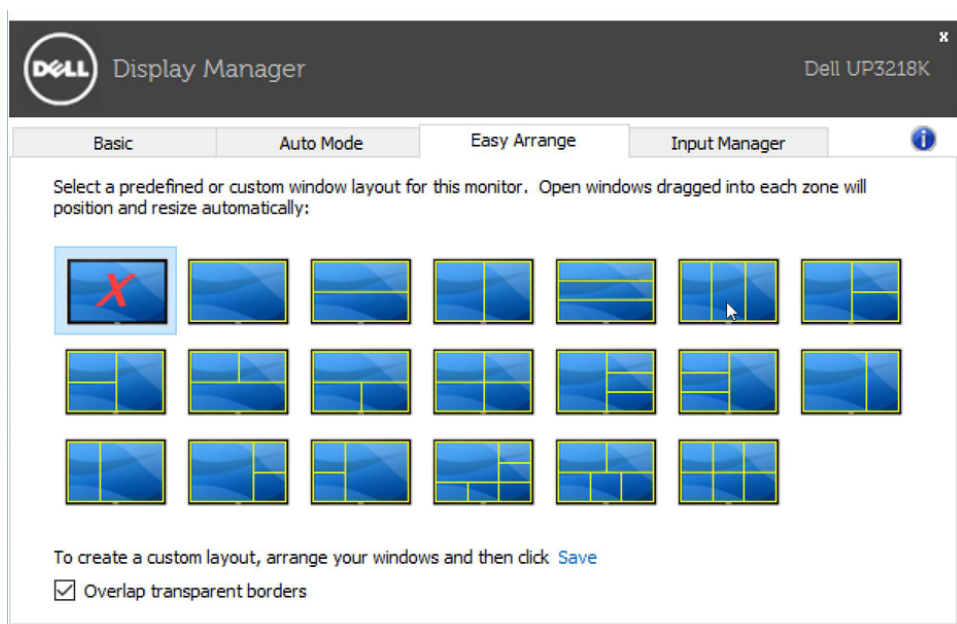 x
DELL
Display Manager
Dell UP3218K
Basic
Auto Mode
Easy Arrange
Input Manager
i
Select a predefined or custom window layout for this monitor. Open windows dragged into each zone will
position and resize automatically:
X
To create a custom layout, arrange your windows and then click Save
Overlap transparent borders